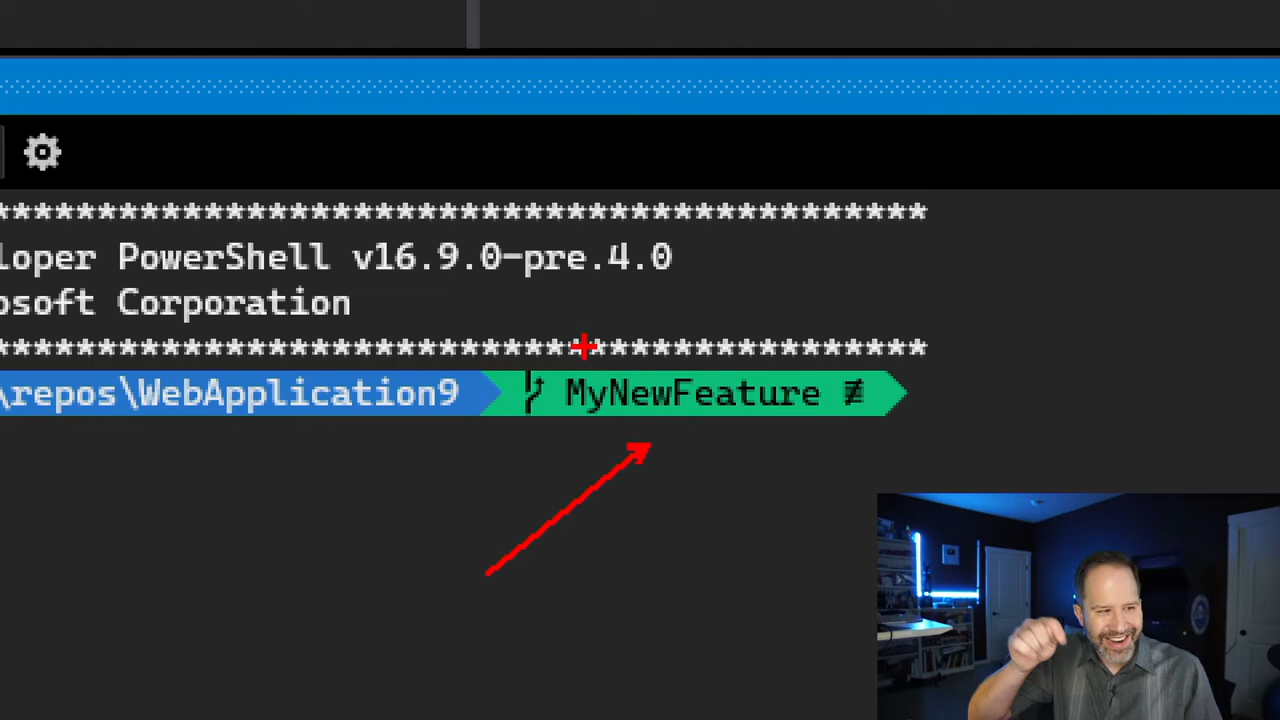 ********************************************
loper PowerShell v16.9.0-pre.4.0
osoft Corporation
********************************************
\repos\WebApplication9 MyNewFeature ≢